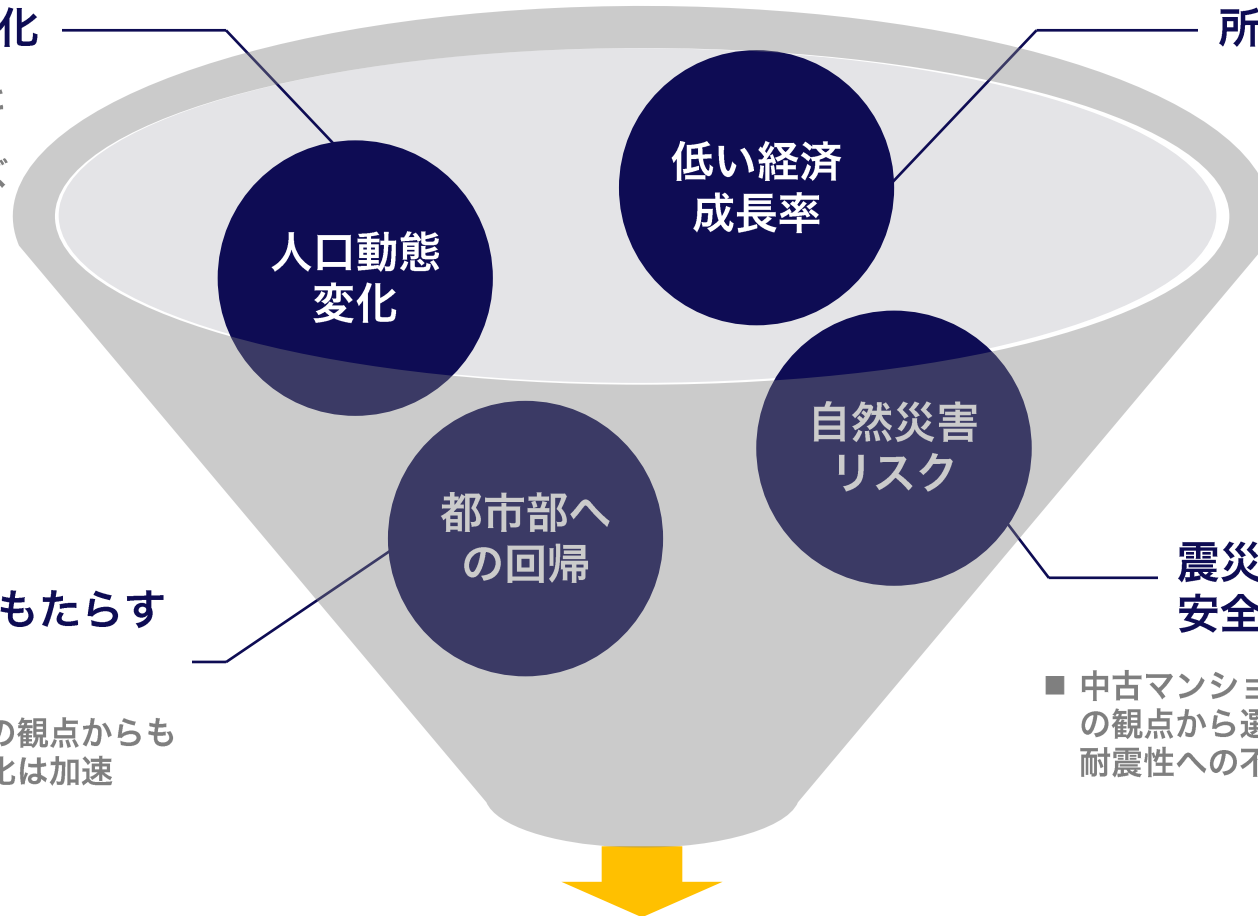 化
所
に
低い経済
成長率
人口動態
変化
自然災害
リスク
都市部へ
の回帰
もたらす
震災
安全
の観点からも
化は加速
■ 中古マンショ
の観点から選
耐震性への不